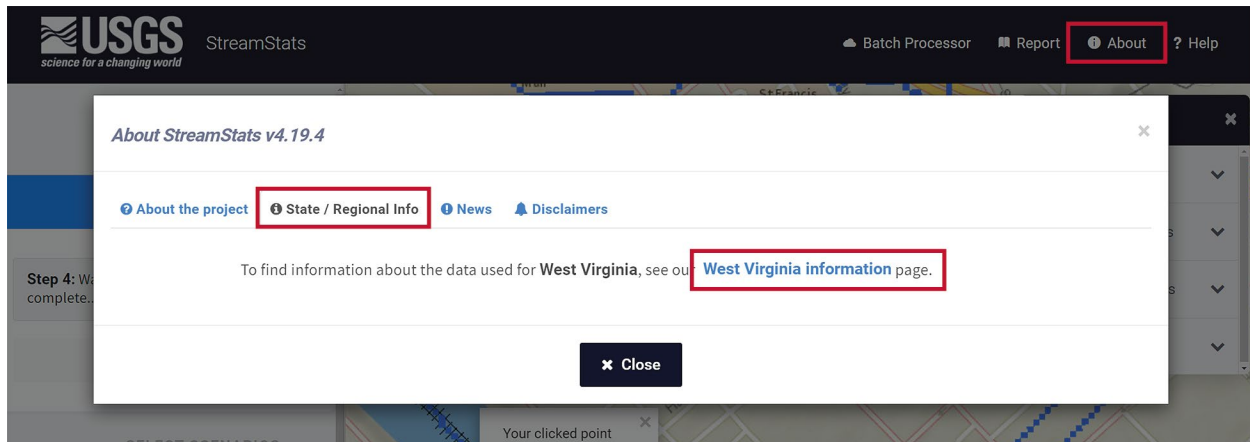 USGS
science for a changing world
StreamStats
Batch Processor
Report
About
? Help
St Francis
About StreamStats v4.19.4
×
About the project
State / Regional Info
News
Disclaimers
Step 4:
complete..
To find information about the data used for West Virginia, see our West Virginia information page.
s
s
Close
Your clicked point